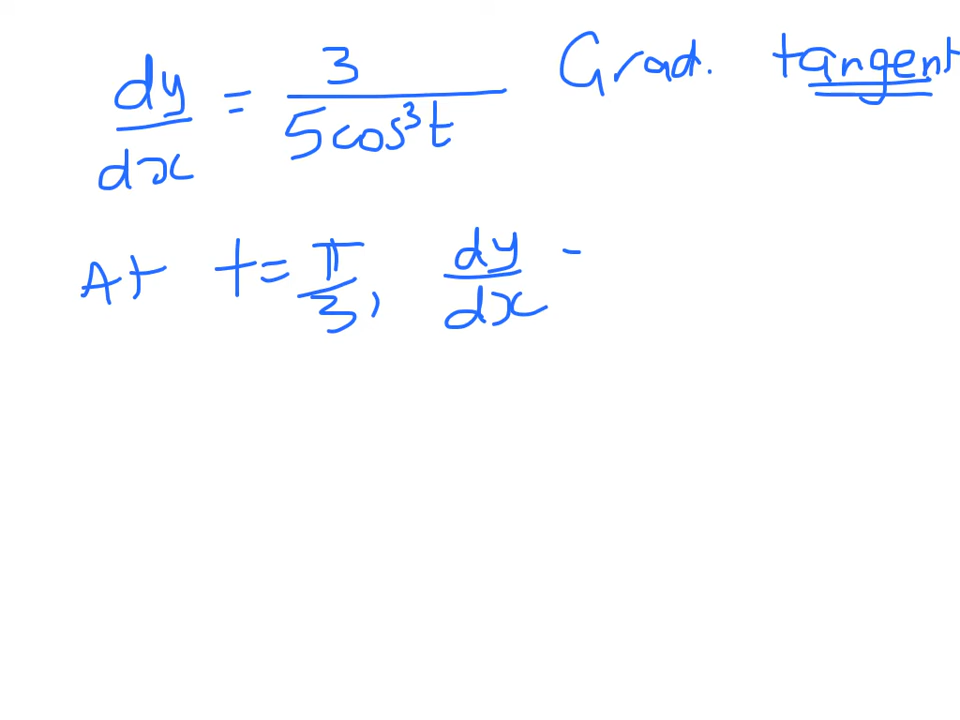 dy/dx = 3/(5cos³t) Grad. tangent
At t = π/3, dy/dx -